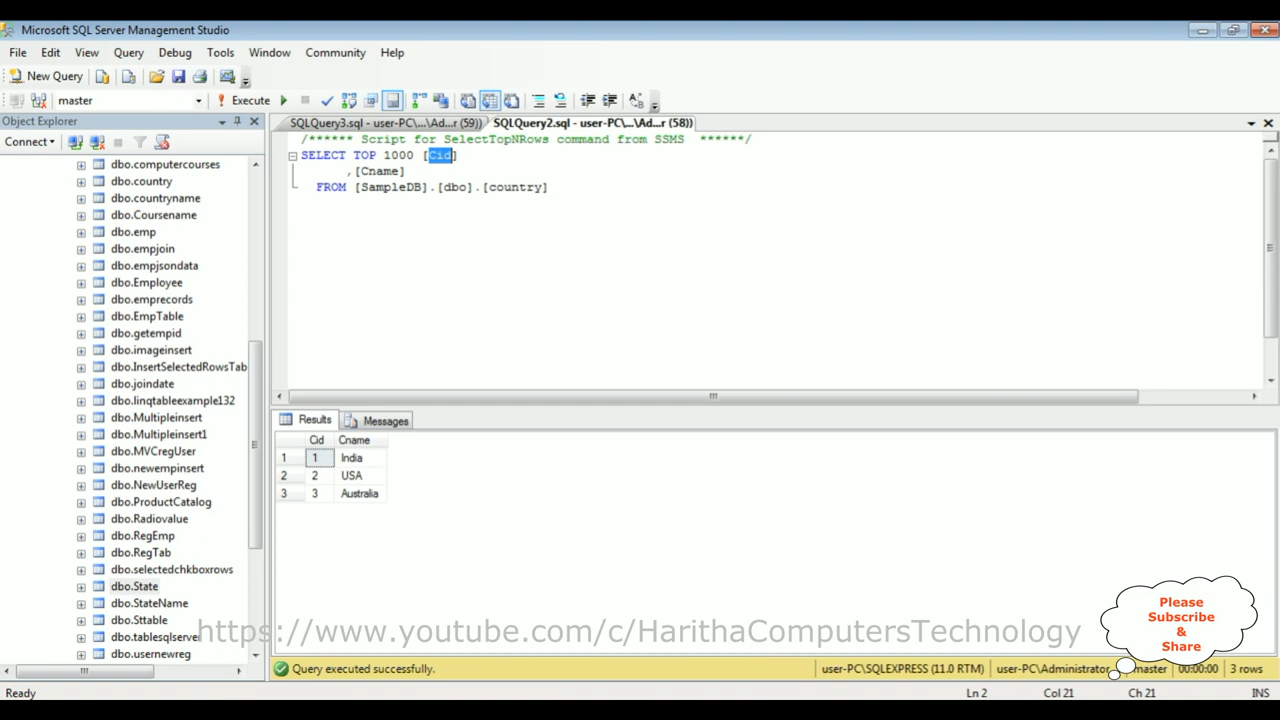 Microsoft SQL Server Management Studio
File Edit View Query Debug Tools Window Community Help
New Query
master Execute
Object Explorer
Connect
dbo.computercourses
dbo.country
dbo.countryname
dbo.Coursename
dbo.emp
dbo.empjoin
dbo.empjsondata
dbo.Employee
dbo.emprecords
dbo.EmpTable
dbo.getempid
dbo.imageinsert
dbo.InsertSelectedRowsTab
dbo.joindate
dbo.linqtableexample132
dbo.Multipleinsert
dbo.Multipleinsert1
dbo.MVCregUser
dbo.newempinsert
dbo.NewUserReg
dbo.ProductCatalog
dbo.Radiovalue
dbo.RegEmp
dbo.RegTab
dbo.selectedchkboxrows
dbo.State
dbo.StateName
dbo.Sttable
dbo.tablesqlserve
dbo.usernewreg
SQLQuery3.sql - user-PC\...\Ad...r (59)) SQLQuery2.sql - user-PC\...\Ad...r (58))
/****** Script for SelectTopNRows command from SSMS ******/
SELECT TOP 1000 [Cid]
,[Cname]
FROM [SampleDB].[dbo].[country]
Results Messages
Cid Cname
1 1 India
2 2 USA
3 3 Australia
https://www.youtube.com/c/HarithaComputersTechnology
Please
Subscribe
&
Share
Query executed successfully. user-PC\SQLEXPRESS (11.0 RTM) user-PC\Administrator master 00:00:00 3 rows
Ready Ln 2 Col 21 Ch 21 INS